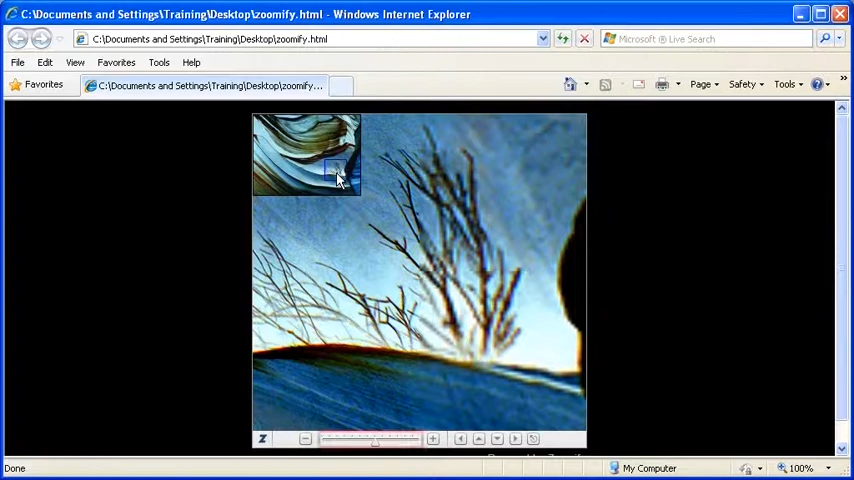 C:\Documents and Settings\Training\Desktop\zoomify.html - Windows Internet Explorer
C:\Documents and Settings\Training\Desktop\zoomify.html
Microsoft® Live Search
File Edit View Favorites Tools Help
Favorites
C:\Documents and Settings\Training\Desktop\zoomify...
Page
Safety
Tools
Z
Done
My Computer
100%